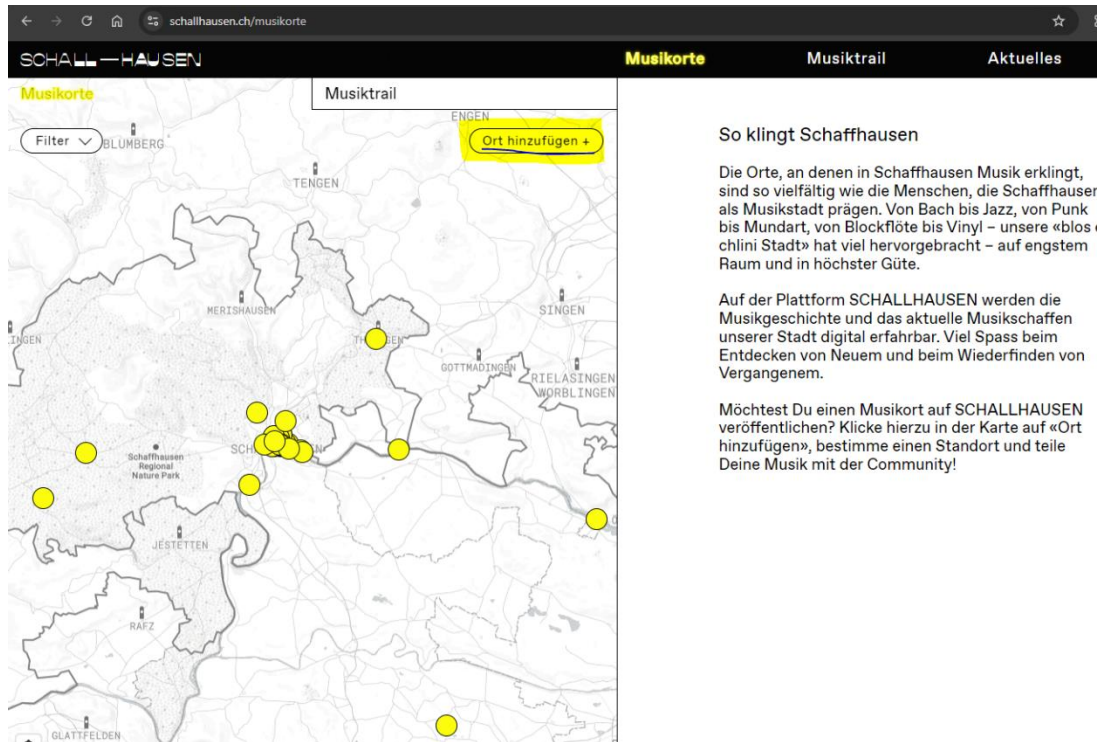 schallhausen.ch/musikorte
SCHALL—HAUSEN
Musikorte
Musiktrail
Aktuelles
Musikorte
Musiktrail
Filter
Ort hinzufügen +
ENGEN
BLUMBERG
TENGEN
MERISHAUSEN
SINGEN
INGEN
GOTTMADINGEN
RIELASINGEN
WORBLINGEN
Schaffhausen
Regional
Nature Park
JESTETTEN
RAFZ
GLATTFELDEN
So klingt Schaffhausen
Die Orte, an denen in Schaffhausen Musik erklingt,
sind so vielfältig wie die Menschen, die Schaffhausen
als Musikstadt prägen. Von Bach bis Jazz, von Punk
bis Mundart, von Blockflöte bis Vinyl – unsere «blos e
chlini Stadt» hat viel hervorgebracht – auf engstem
Raum und in höchster Güte.
Auf der Plattform SCHALLHAUSEN werden die
Musikgeschichte und das aktuelle Musikschaffen
unserer Stadt digital erfahrbar. Viel Spass beim
Entdecken von Neuem und beim Wiederfinden von
Vergangenem.
Möchtest Du einen Musikort auf SCHALLHAUSEN
veröffentlichen? Klicke hierzu in der Karte auf «Ort
hinzufügen», bestimme einen Standort und teile
Deine Musik mit der Community!